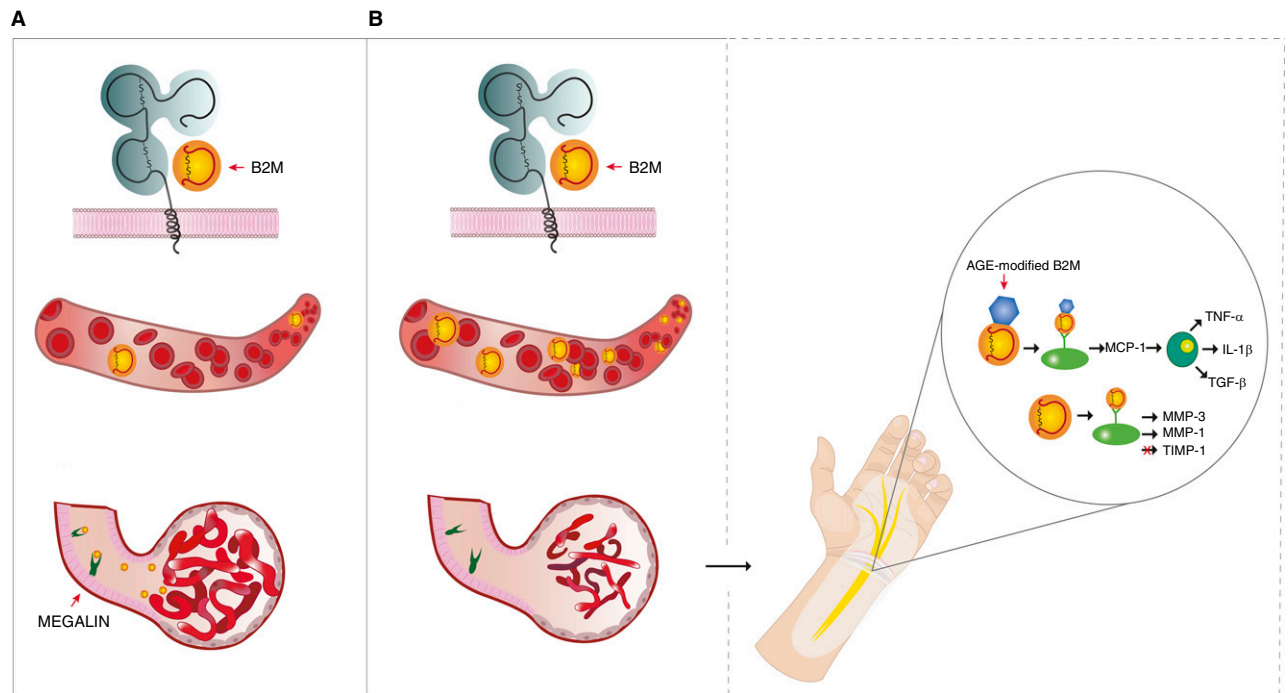 A
B
B2M
B2M
AGE-modified B2M
TNF-α
MCP-1
IL-1β
TGF-β
MMP-3
MMP-1
TIMP-1
MEGALIN